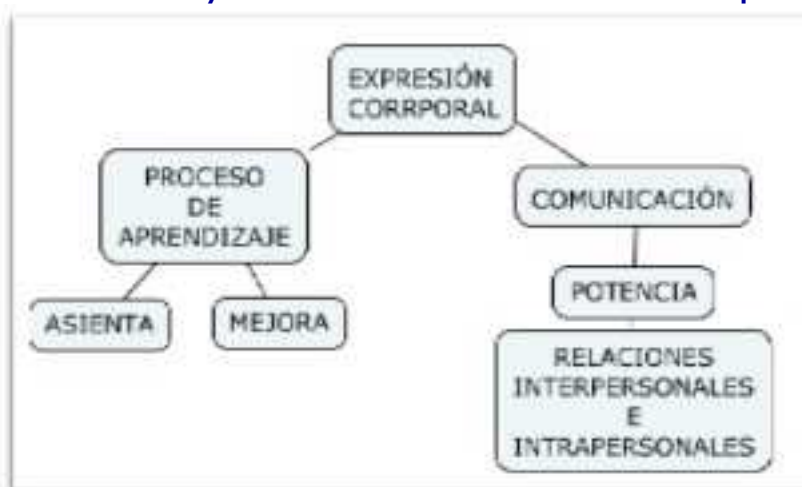 EXPRESIÓN
CORRPORAL
PROCESO
DE
APRENDIZAJE
COMUNICACIÓN
ASIENTA
MEJORA
POTENCIA
RELACIONES
INTERPERSONALES
E
INTRAPERSONALES